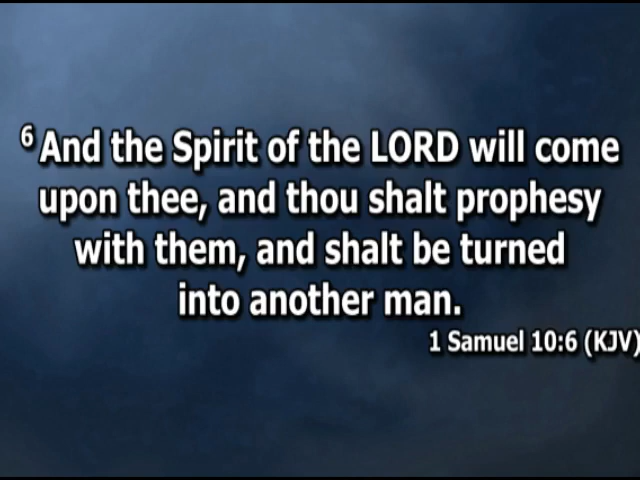 6 And the Spirit of the LORD will come
upon thee, and thou shalt prophesy
with them, and shalt be turned
into another man.
1 Samuel 10:6 (KJV)